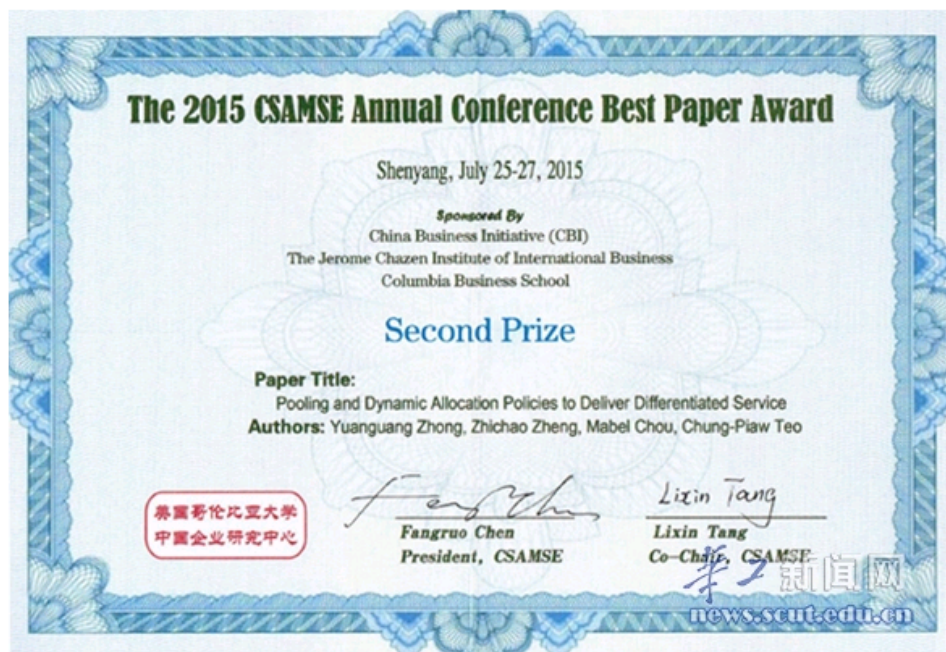 The 2015 CSAMSE Annual Conference Best Paper Award
Shenyang, July 25-27, 2015
Sponsored By
China Business Initiative (CBI)
The Jerome Chazen Institute of International Business
Columbia Business School
Second Prize
Paper Title:
Pooling and Dynamic Allocation Policies to Deliver Differentiated Service
Authors: Yuanguang Zhong, Zhichao Zheng, Mabel Chou, Chung-Piaw Teo
Lixin Tang
Fangruo Chen
Lixin Tang
President, CSAMSE
Co-Chair, CSAMSE
美国哥伦比亚大学
中国企业研究中心
华工新闻网
news.scut.edu.cn